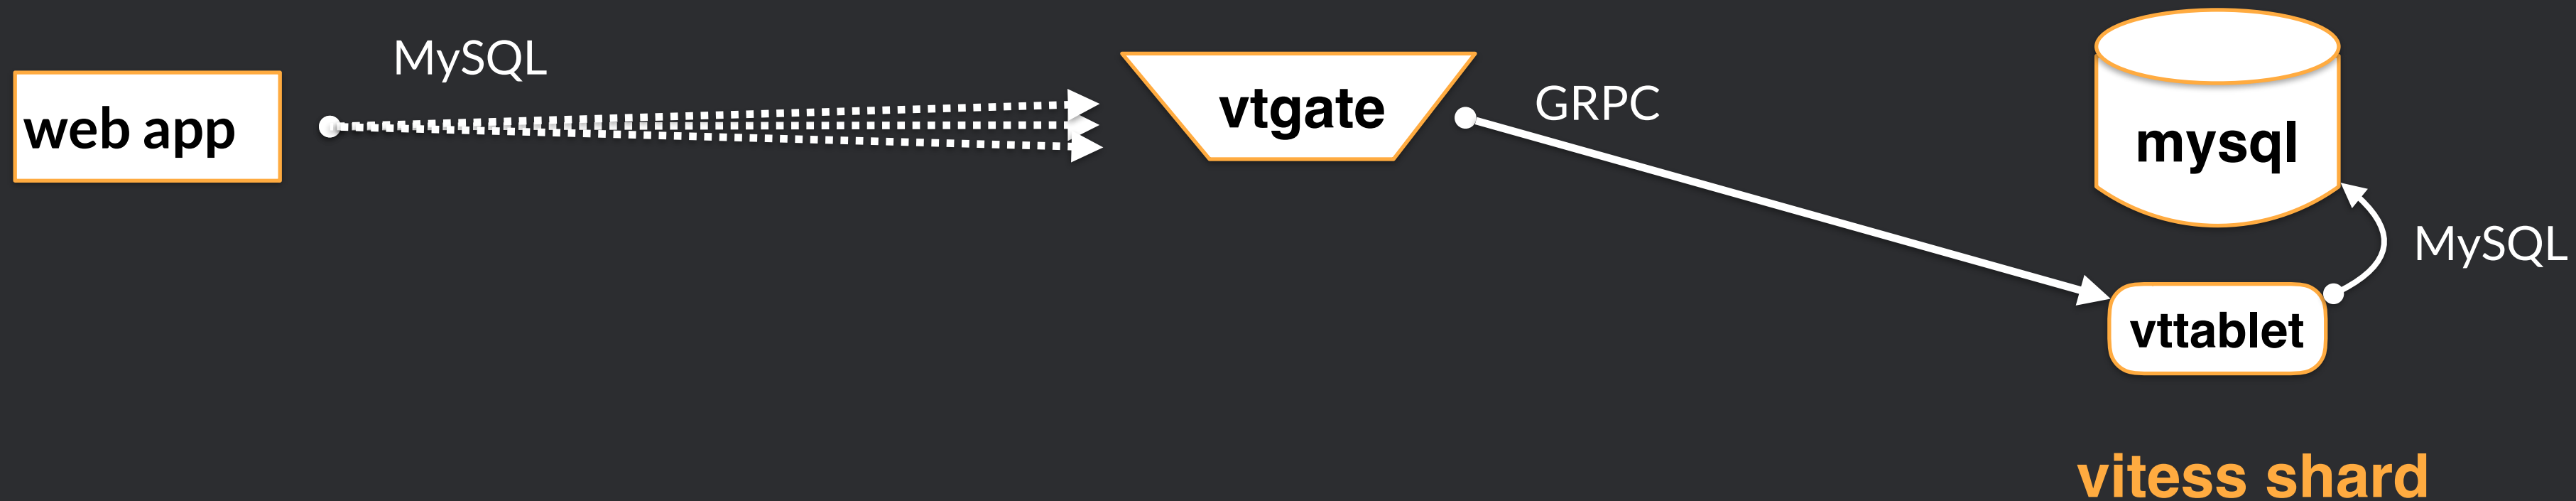 web app
MySQL
vtgate
GRPC
mysql
MySQL
vttablet
vitess shard